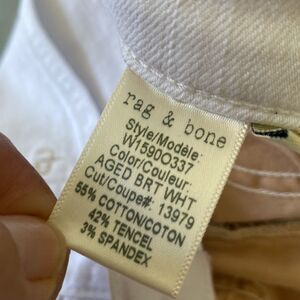 rag & bone
Style/Modèle:
W1590O337
Color/Couleur:
AGED BRT WHT
Cut/Coupe#: 13979
55% COTTON/COTON
42% TENCEL
3% SPANDEX